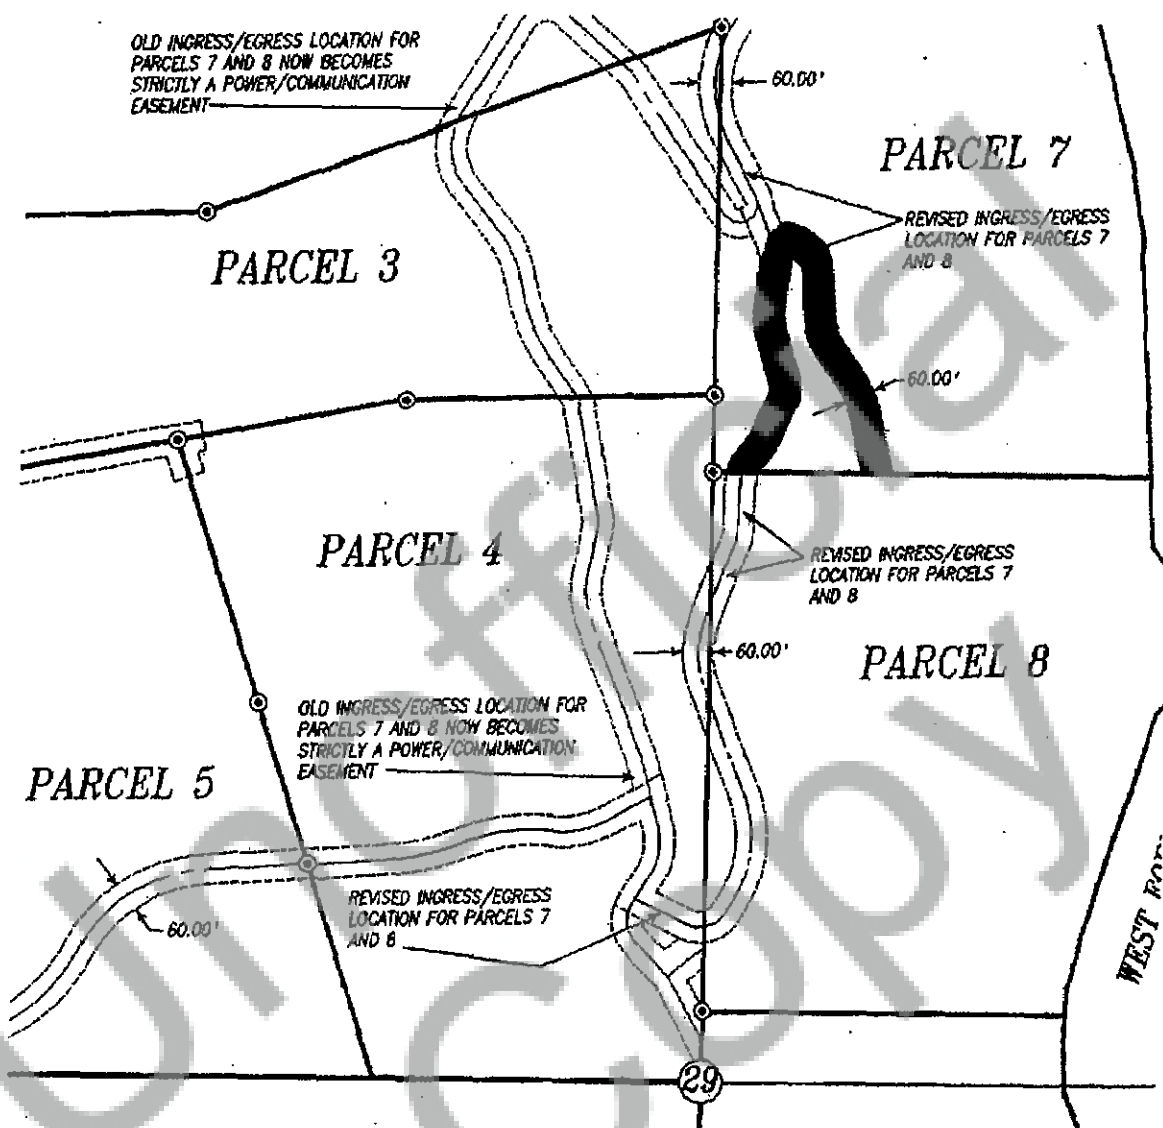 OLD INGRESS/EGRESS LOCATION FOR
PARCELS 7 AND 8 NOW BECOMES
STRICTLY A POWER/COMMUNICATION
EASEMENT
60.00'
PARCEL 7
REVISED INGRESS/EGRESS
LOCATION FOR PARCELS 7
AND 8
PARCEL 3
60.00'
PARCEL 4
REVISED INGRESS/EGRESS
LOCATION FOR PARCELS 7
AND 8
60.00'
PARCEL 8
OLD INGRESS/EGRESS LOCATION FOR
PARCELS 7 AND 8 NOW BECOMES
STRICTLY A POWER/COMMUNICATION
EASEMENT
PARCEL 5
REVISED INGRESS/EGRESS
LOCATION FOR PARCELS 7
AND 8
60.00'
WEST
29
Unofficial
Copy